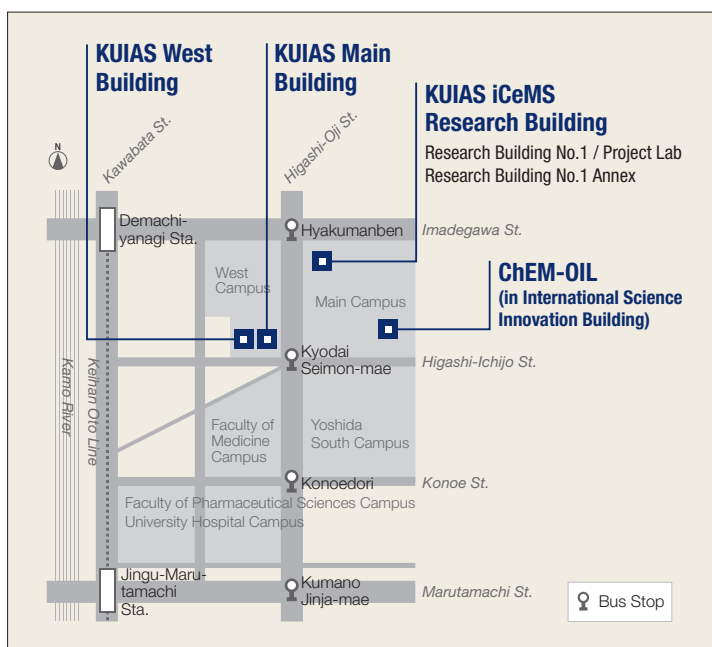 KUIAS West
Building
KUIAS Main
Building
KUIAS iCeMS
Research Building
Research Building No.1 / Project Lab
Research Building No.1 Annex
N
Kawabata St.
Higashi-Oji St.
Demachi-
yanagi Sta.
Hyakumanben
Imadegawa St.
West
Campus
Main Campus
ChEM-OIL
(in International Science
Innovation Building)
Kyodai
Seimon-mae
Higashi-Ichijo St.
Kamo River
Keihan Oto Line
Faculty of
Medicine
Campus
Yoshida
South Campus
Konoedori
Konoe St.
Faculty of Pharmaceutical Sciences Campus
University Hospital Campus
Jingu-Maru-
tamachi
Sta.
Kumano
Jinja-mae
Marutamachi St.
Bus Stop